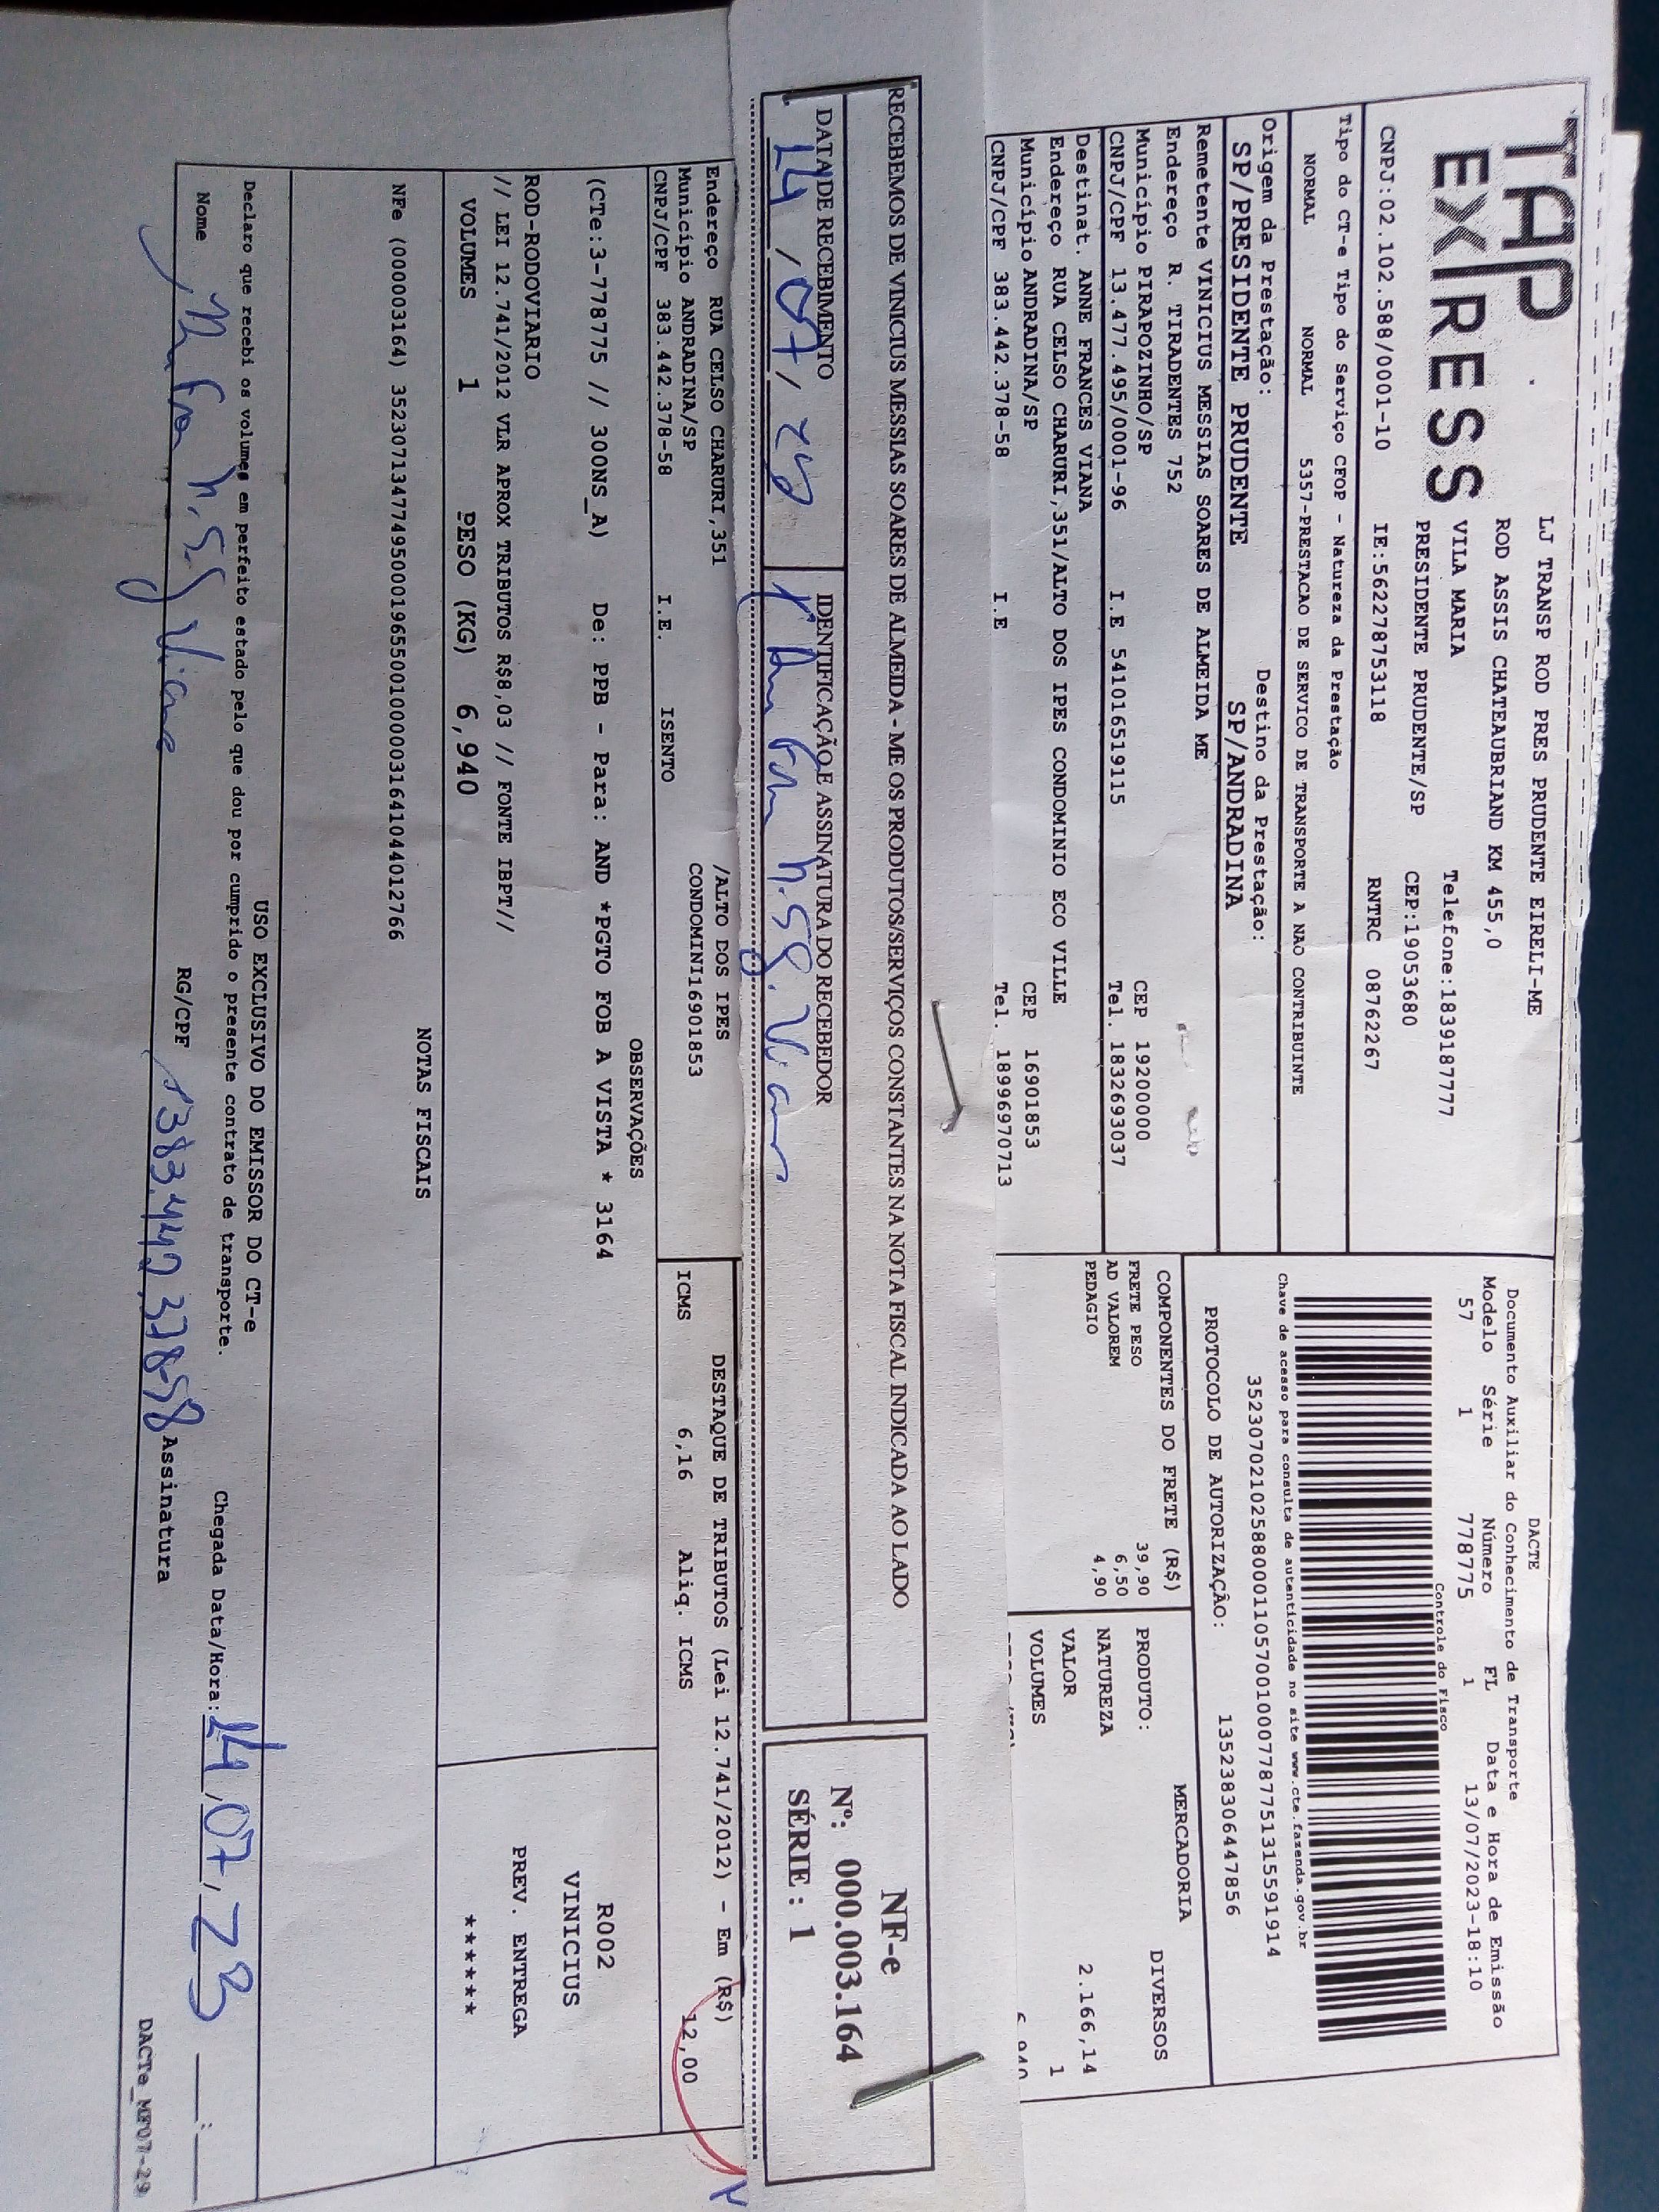 TAP
EXPRESS
LJ TRANSP ROD PRES PRUDENTE EIRELI-ME
ROD ASSIS CHATEAUBRIAND KM 455,0
VILA MARIA Telefone:1839187777
PRESIDENTE PRUDENTE/SP CEP:19053680
CNPJ:02.102.588/0001-10 IE:562278753118 RNTRC 08762267
Tipo do CT-e Tipo do Serviço CFOP - Natureza da Prestação
NORMAL NORMAL 5357-PRESTACAO DE SERVICO DE TRANSPORTE A NAO CONTRIBUINTE
Origem da Prestação: Destino da Prestação:
SP/PRESIDENTE PRUDENTE SP/ANDRADINA
Remetente VINICIUS MESSIAS SOARES DE ALMEIDA ME
Endereço R. TIRADENTES 752
Município PIRAPOZINHO/SP CEP 19200000
CNPJ/CPF 13.477.495/0001-96 I.E 541016519115 Tel. 1832693037
Destinat. ANNE FRANCES VIANA
Endereço RUA CELSO CHARURI,351/ALTO DOS IPES CONDOMINIO ECO VILLE
Município ANDRADINA/SP CEP 16901853
CNPJ/CPF 383.442.378-58 I.E Tel. 18996970713
DACTE
Documento Auxiliar do Conhecimento de Transporte
Modelo Série Número FL Data e Hora de Emissão
57 1 778775 1 13/07/2023-18:10
Controle do Fisco
Chave de acesso para consulta de autenticidade no site www.cte.fazenda.gov.br
35230702102588000110570010007787751315591914
PROTOCOLO DE AUTORIZAÇÃO: 135238306447856
COMPONENTES DO FRETE (R$)
FRETE PESO 39,90
AD VALOREM 6,50
PEDAGIO 4,90
MERCADORIA
PRODUTO: DIVERSOS
NATUREZA
VALOR 2.166,14
VOLUMES 1
RECEBEMOS DE VINICIUS MESSIAS SOARES DE ALMEIDA - ME OS PRODUTOS/SERVIÇOS CONSTANTES NA NOTA FISCAL INDICADA AO LADO
DATA DE RECEBIMENTO IDENTIFICAÇÃO E ASSINATURA DO RECEBEDOR
14,07,23
NF-e
Nº: 000.003.164
SÉRIE : 1
Endereço RUA CELSO CHARURI,351 /ALTO DOS IPES
Município ANDRADINA/SP CONDOMINI16901853
CNPJ/CPF 383.442.378-58 I.E. ISENTO
DESTAQUE DE TRIBUTOS (Lei 12.741/2012) - Em (R$)
ICMS 6,16 Aliq. ICMS 12,00
OBSERVAÇÕES
(CTe:3-778775 // 300NS_A) De: PPB - Para: AND *PGTO FOB A VISTA * 3164
R002
VINICIUS
ROD-RODOVIARIO
// LEI 12.741/2012 VLR APROX TRIBUTOS R$8,03 // FONTE IBPT//
PREV. ENTREGA
VOLUMES 1 PESO (KG) 6,940 ******
NOTAS FISCAIS
NFe (000003164) 35230713477495000196550010000031641044012766
USO EXCLUSIVO DO EMISSOR DO CT-e
Declaro que recebi os volumes em perfeito estado pelo que dou por cumprido o presente contrato de transporte.
Chegada Data/Hora: 14,07,23 __:__
Nome Viana RG/CPF 383.442.378-58 Assinatura
DACTe_MF07-29